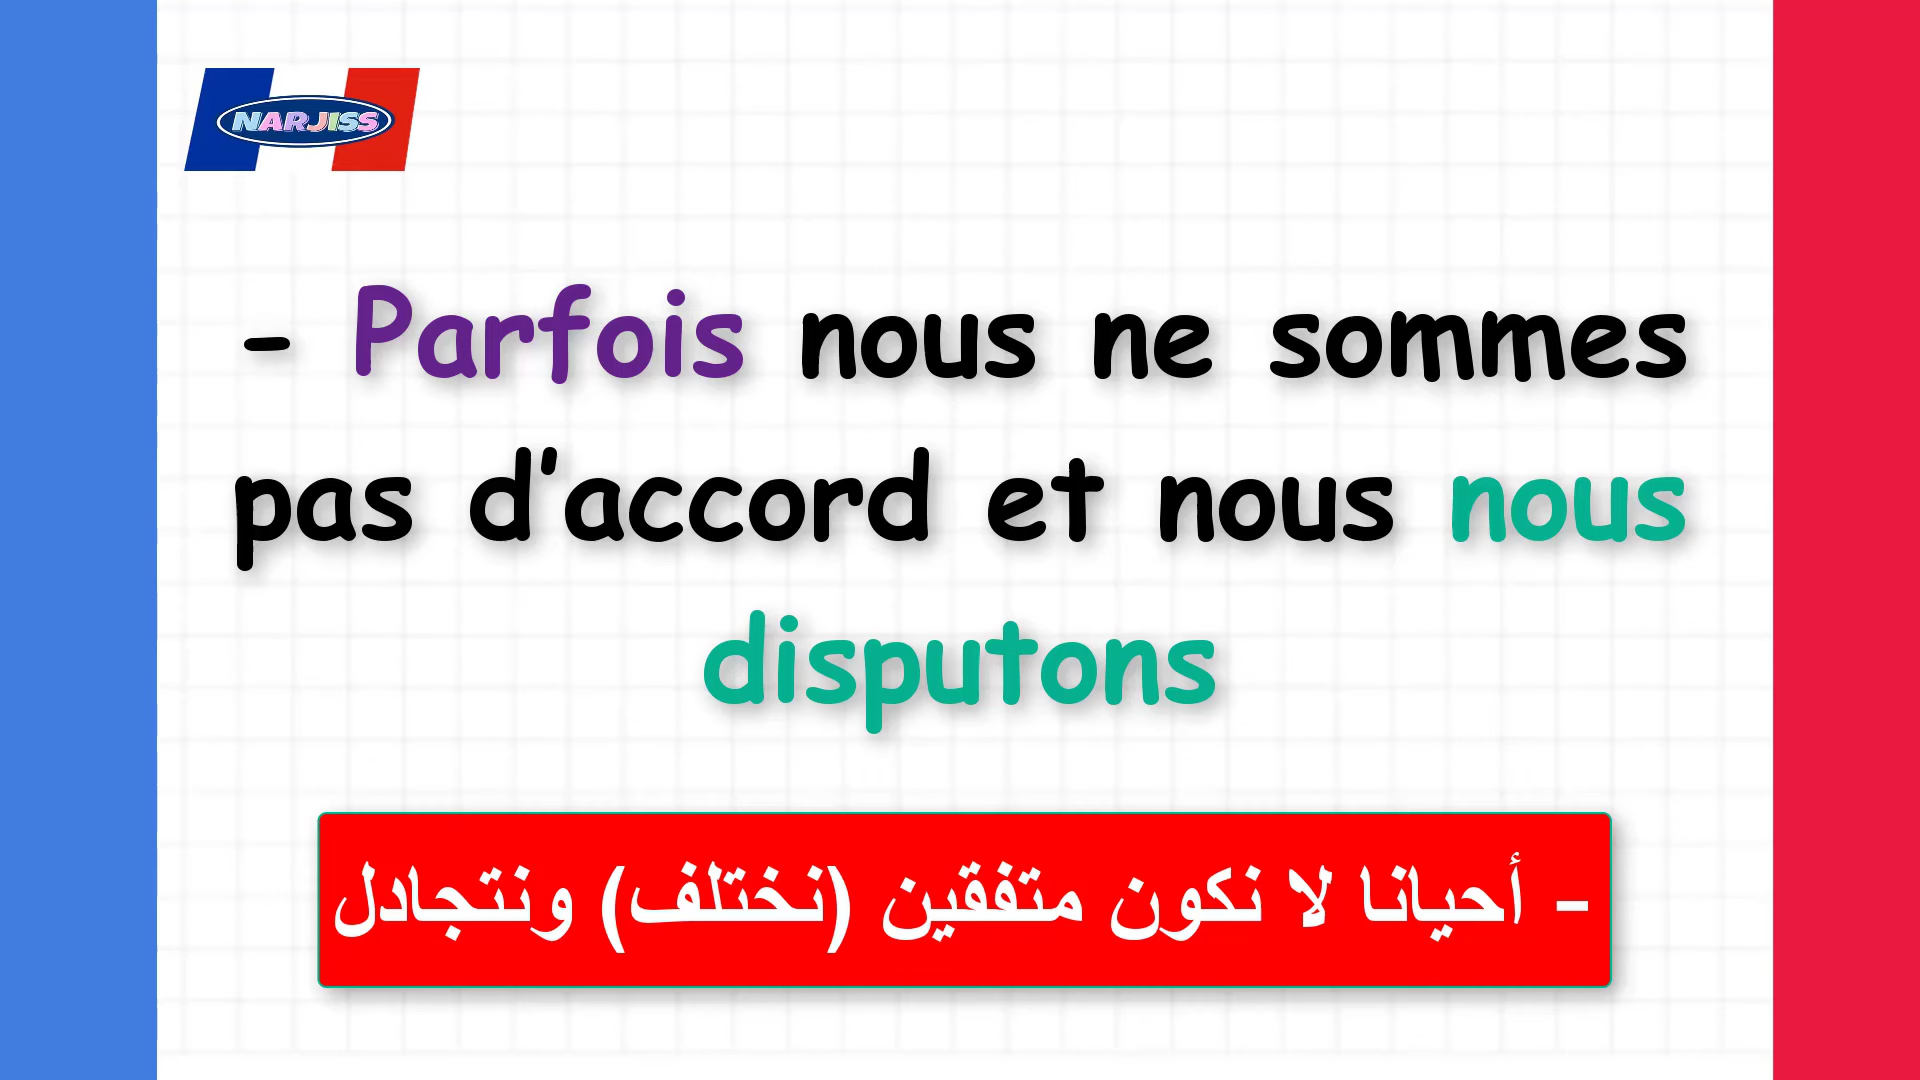 NARJISS
- Parfois nous ne sommes
pas d’accord et nous nous
disputons
- أحيانا لا نكون متفقين (نختلف) ونتجادل